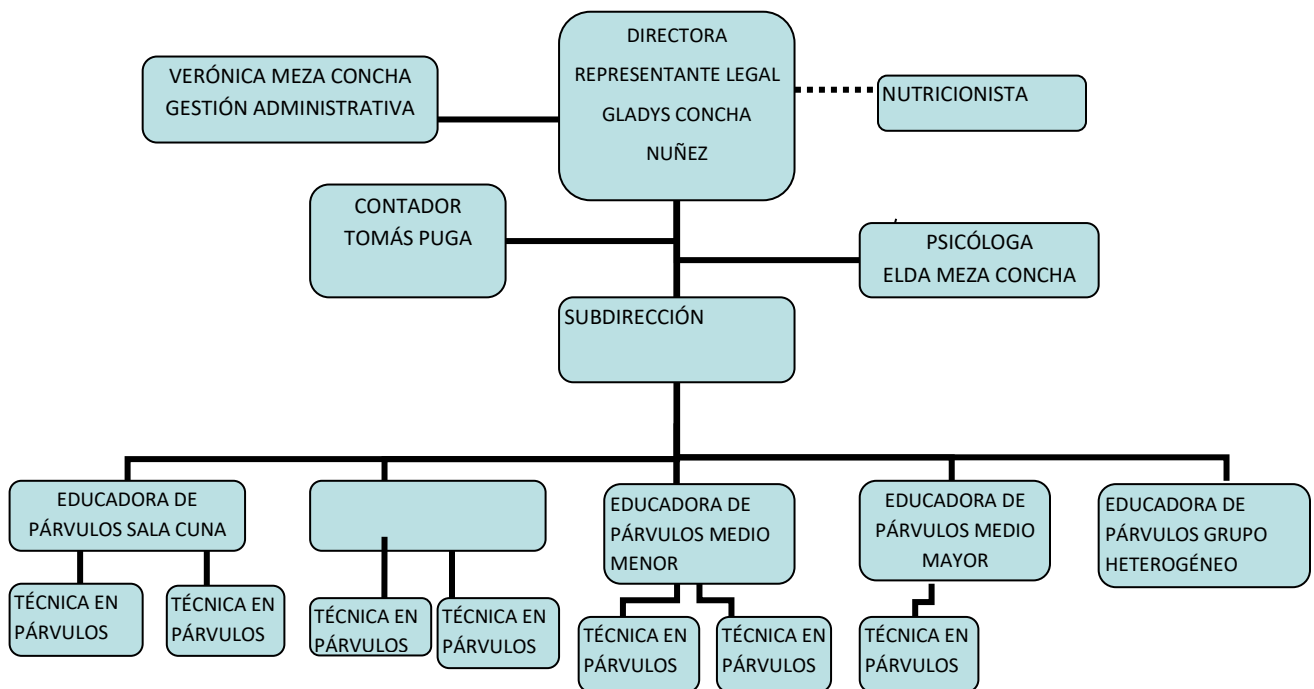 DIRECTORA
REPRESENTANTE LEGAL
GLADYS CONCHA
NUÑEZ
VERÓNICA MEZA CONCHA
GESTIÓN ADMINISTRATIVA
NUTRICIONISTA
CONTADOR
TOMÁS PUGA
PSICÓLOGA
ELDA MEZA CONCHA
SUBDIRECCIÓN
EDUCADORA DE
PÁRVULOS SALA CUNA
EDUCADORA DE
PÁRVULOS MEDIO
MENOR
EDUCADORA DE
PÁRVULOS MEDIO
MAYOR
EDUCADORA DE
PÁRVULOS GRUPO
HETEROGÉNEO
TÉCNICA EN
PÁRVULOS
TÉCNICA EN
PÁRVULOS
TÉCNICA EN
PÁRVULOS
TÉCNICA EN
PÁRVULOS
TÉCNICA EN
PÁRVULOS
TÉCNICA EN
PÁRVULOS
TÉCNICA EN
PÁRVULOS